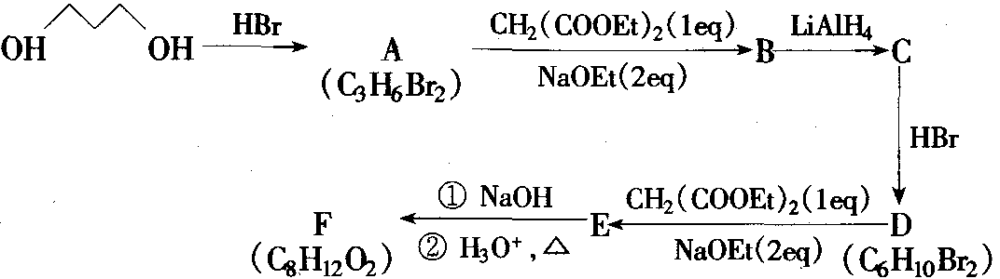 OH OH HBr A CH₂(COOEt)₂(1eq) B LiAlH₄ C
(C₃H₆Br₂) NaOEt(2eq)
HBr
① NaOH CH₂(COOEt)₂(1eq)
F E D
(C₈H₁₂O₂) ② H₃O⁺,△ NaOEt(2eq) (C₆H₁₀Br₂)